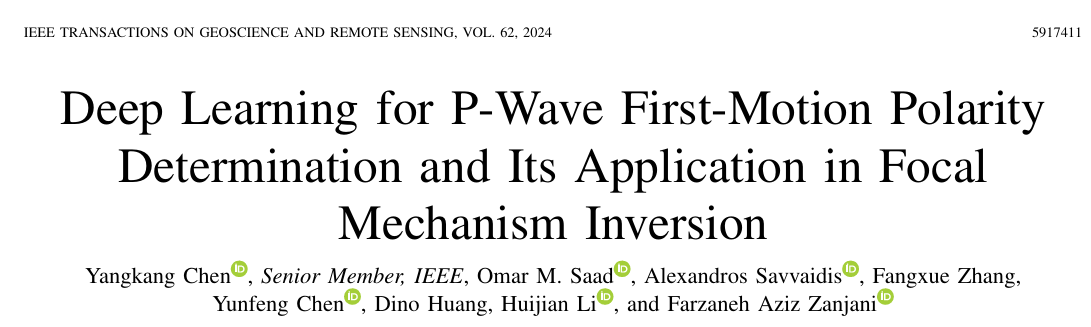 IEEE TRANSACTIONS ON GEOSCIENCE AND REMOTE SENSING, VOL. 62, 2024 5917411
Deep Learning for P-Wave First-Motion Polarity
Determination and Its Application in Focal
Mechanism Inversion
Yangkang Chen, Senior Member, IEEE, Omar M. Saad, Alexandros Savvaidis, Fangxue Zhang,
Yunfeng Chen, Dino Huang, Huijian Li, and Farzaneh Aziz Zanjani